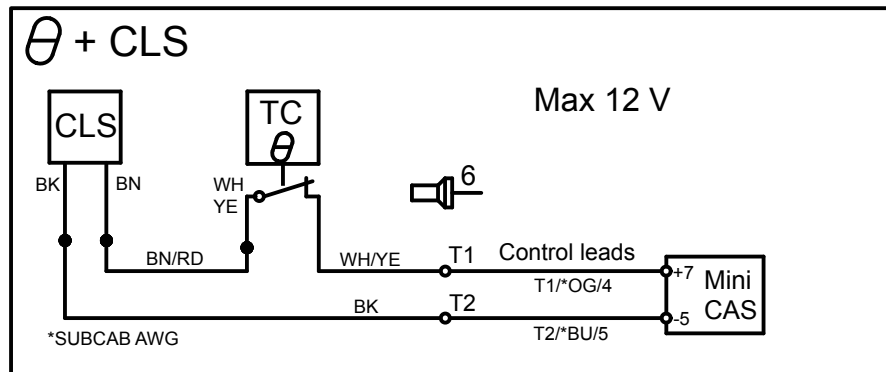 θ + CLS
Max 12 V
CLS
TC
θ
BK
BN
WH
YE
6
BN/RD
WH/YE
T1
Control leads
T1/*OG/4
+7
Mini
CAS
BK
T2
T2/*BU/5
-5
*SUBCAB AWG